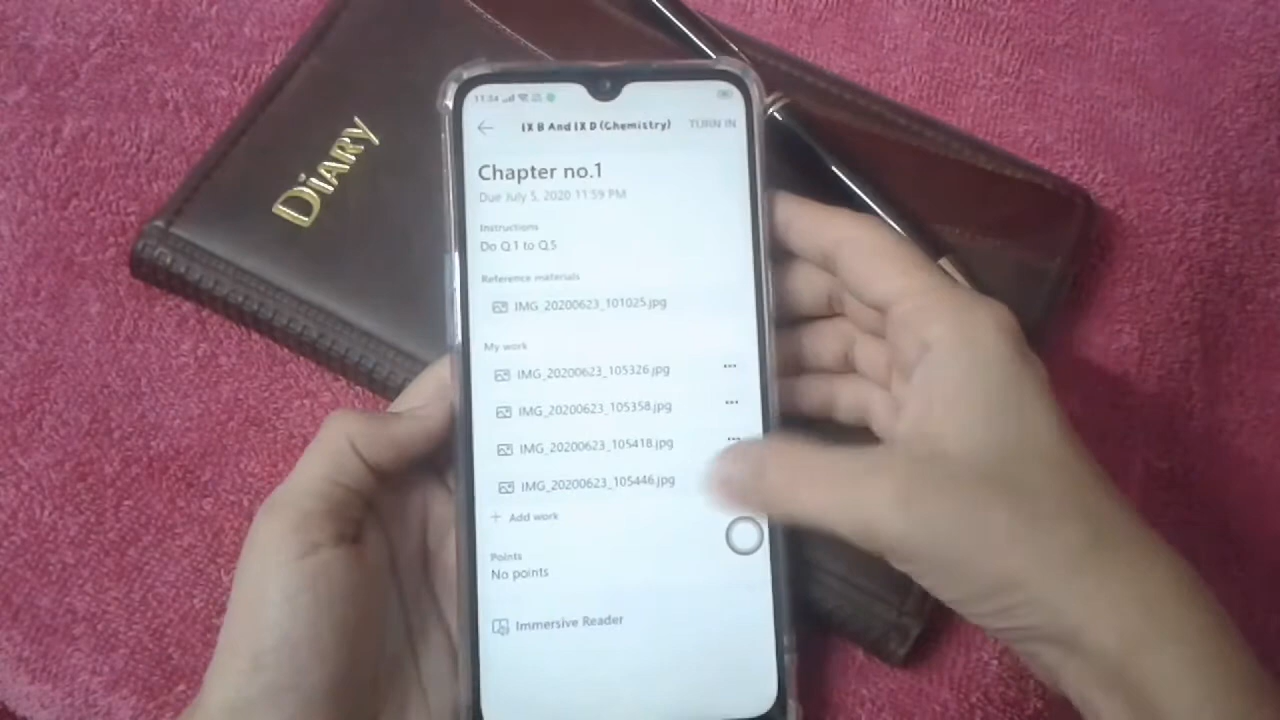 DIARY
11:34
IX B And IX D (Chemistry) TURN IN
Chapter no.1
Due July 5, 2020 11:59 PM
Instructions
Do Q.1 to Q.5
Reference materials
IMG_20200623_101025.jpg
My work
IMG_20200623_105326.jpg
IMG_20200623_105358.jpg
IMG_20200623_105418.jpg
IMG_20200623_105446.jpg
+ Add work
Points
No points
Immersive Reader